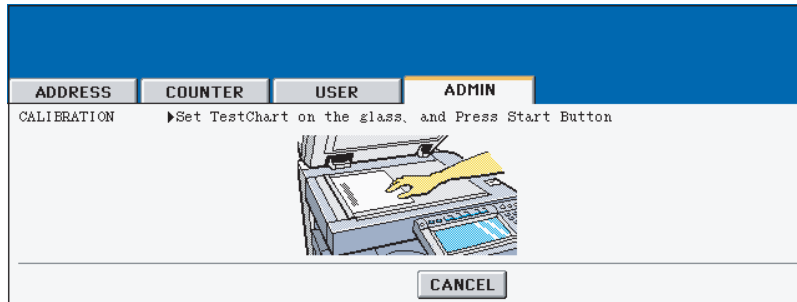 ADDRESS COUNTER USER ADMIN
CALIBRATION ▶Set TestChart on the glass, and Press Start Button
CANCEL